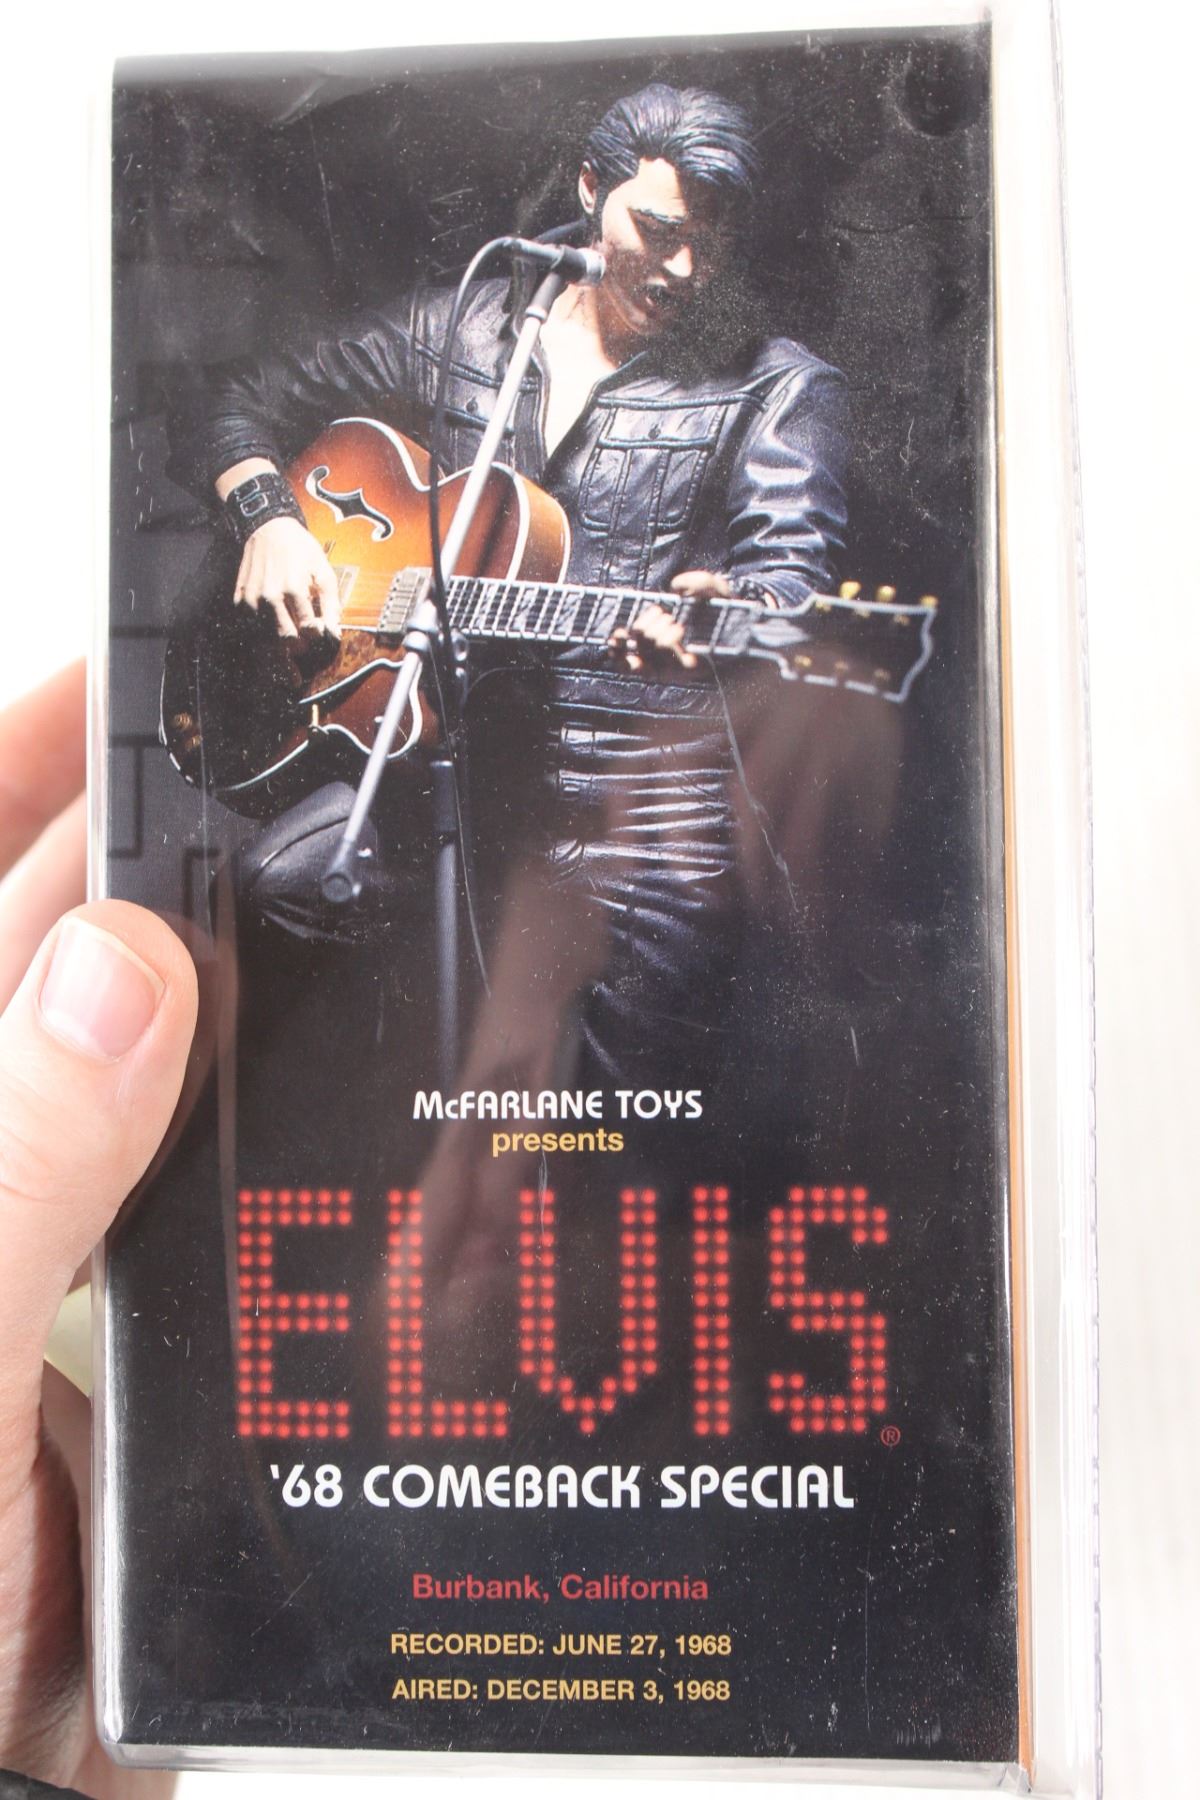 McFARLANE TOYS
presents
ELVIS®
'68 COMEBACK SPECIAL
Burbank, California
RECORDED: JUNE 27, 1968
AIRED: DECEMBER 3, 1968